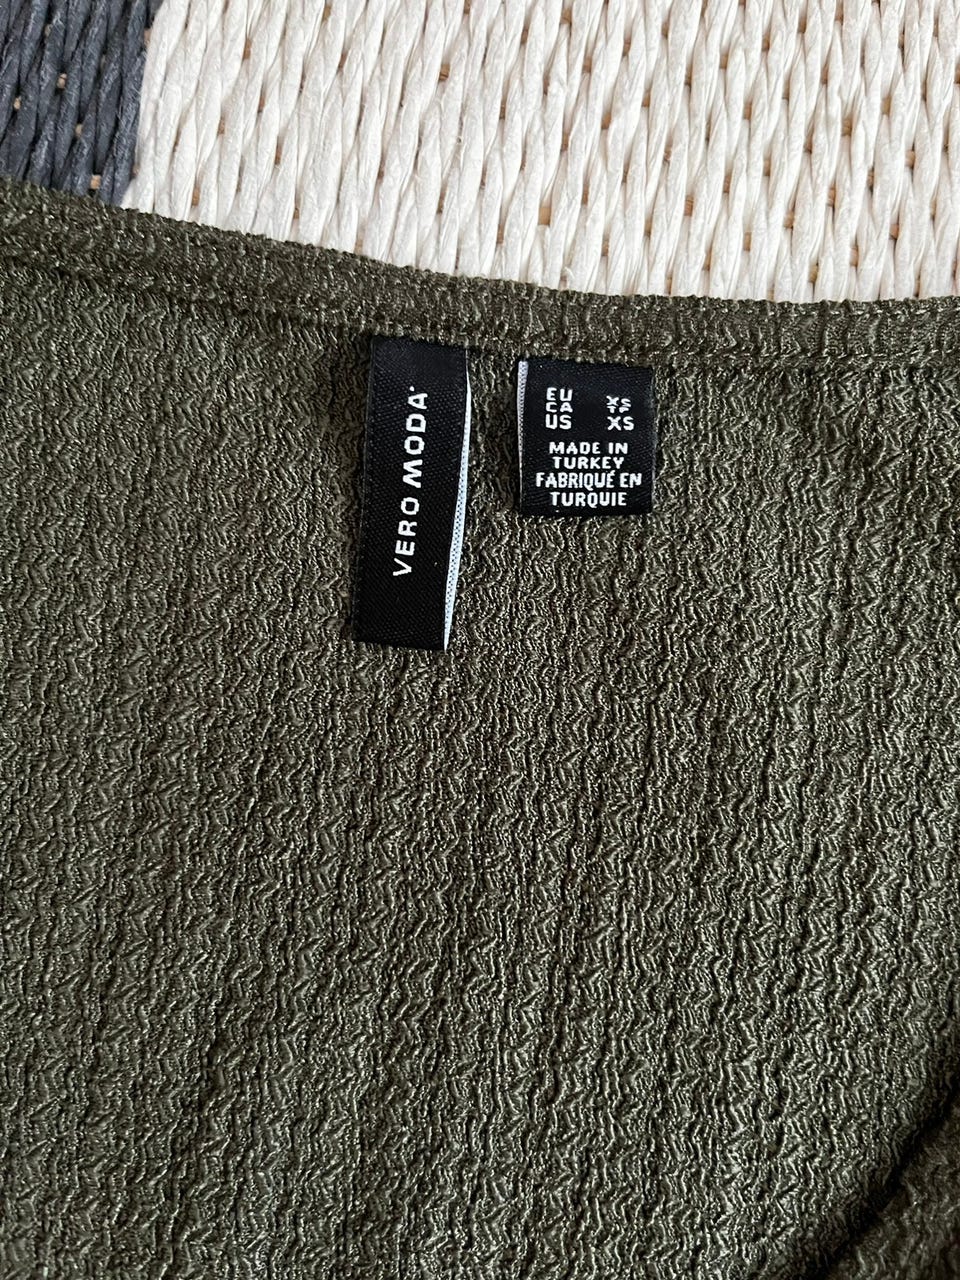 VERO MODA
EU XS
CA TP
US XS
MADE IN
TURKEY
FABRIQUÉ EN
TURQUIE